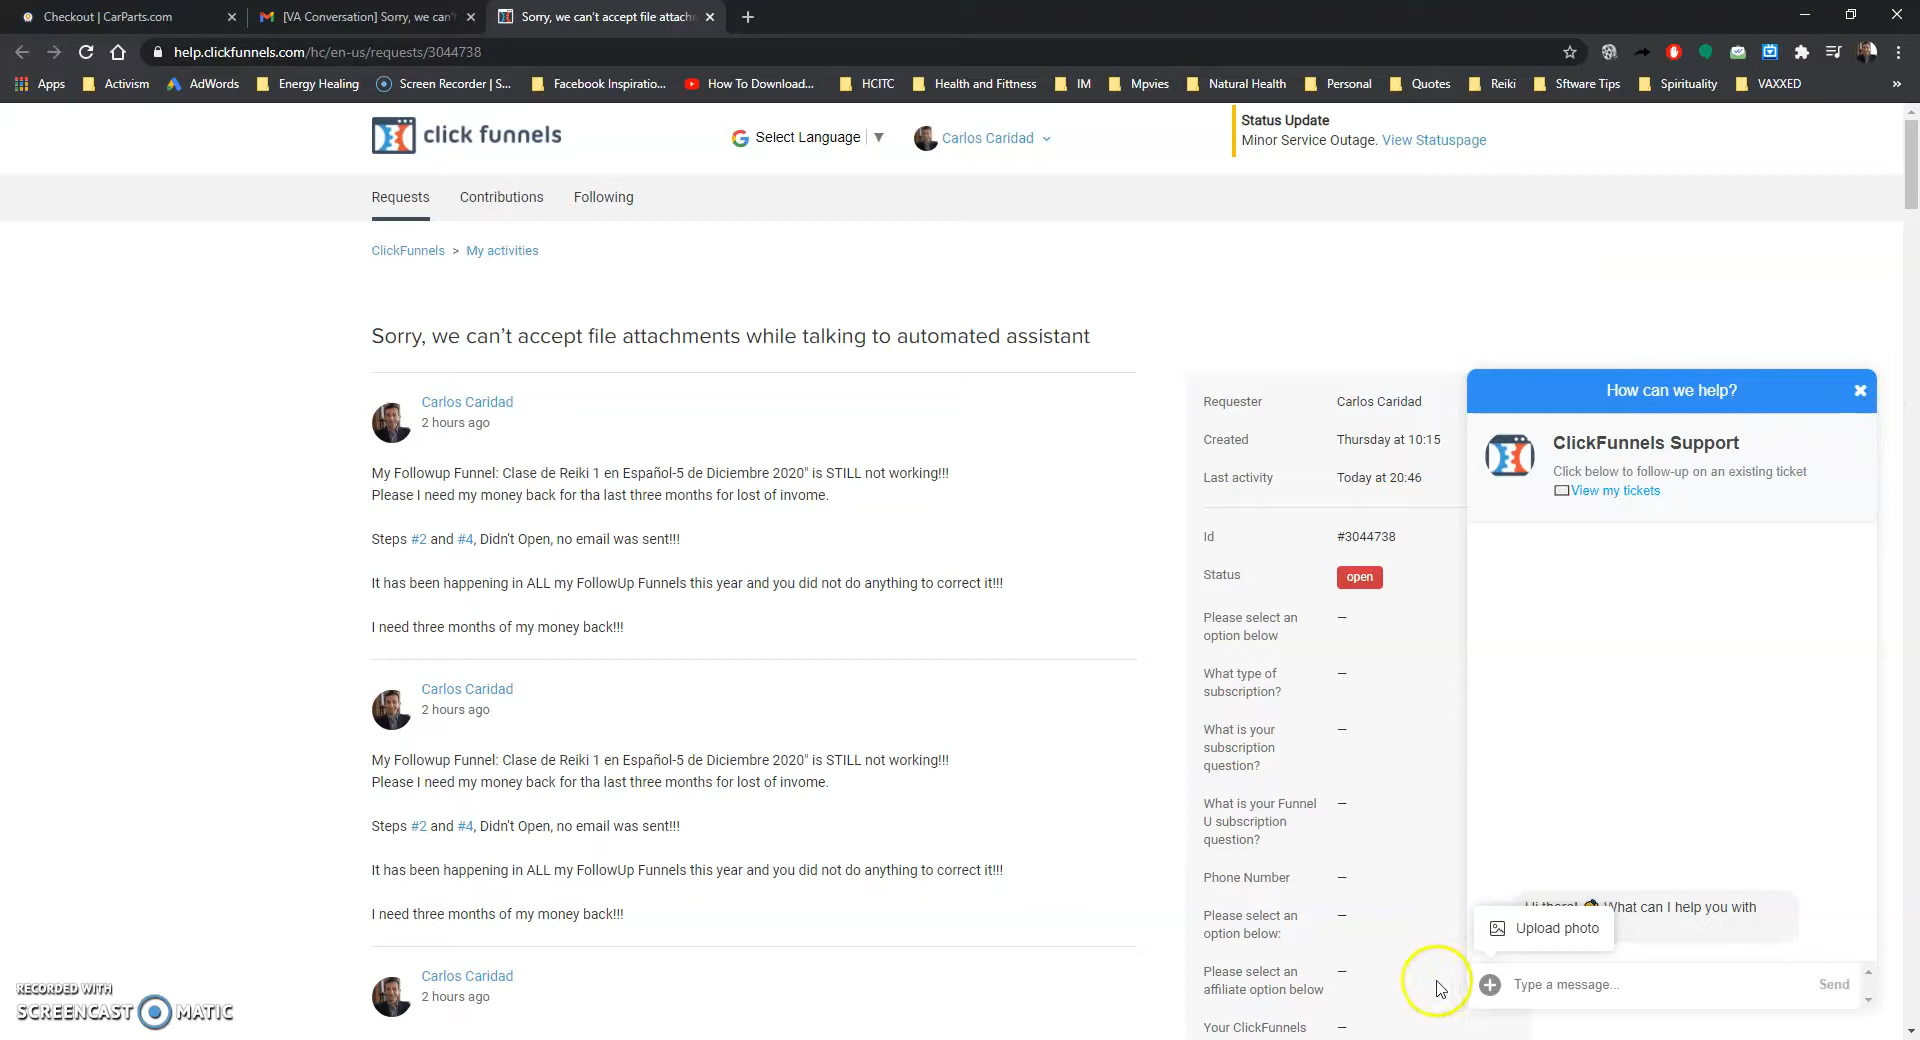 Checkout | CarParts.com
[VA Conversation] Sorry, we can't
Sorry, we can't accept file attach
help.clickfunnels.com/hc/en-us/requests/3044738
Apps
Activism
AdWords
Energy Healing
Screen Recorder | S...
Facebook Inspiratio...
How To Download...
HCITC
Health and Fitness
IM
Mpvies
Natural Health
Personal
Quotes
Reiki
Sftware Tips
Spirituality
VAXXED
»
click funnels
Select Language
Carlos Caridad
Status Update
Minor Service Outage. View Statuspage
Requests
Contributions
Following
ClickFunnels > My activities
Sorry, we can’t accept file attachments while talking to automated assistant
Carlos Caridad
2 hours ago
My Followup Funnel: Clase de Reiki 1 en Español-5 de Diciembre 2020" is STILL not working!!!
Please I need my money back for tha last three months for lost of invome.
Steps #2 and #4, Didn't Open, no email was sent!!!
It has been happening in ALL my FollowUp Funnels this year and you did not do anything to correct it!!!
I need three months of my money back!!!
Carlos Caridad
2 hours ago
My Followup Funnel: Clase de Reiki 1 en Español-5 de Diciembre 2020" is STILL not working!!!
Please I need my money back for tha last three months for lost of invome.
Steps #2 and #4, Didn't Open, no email was sent!!!
It has been happening in ALL my FollowUp Funnels this year and you did not do anything to correct it!!!
I need three months of my money back!!!
Carlos Caridad
2 hours ago
Requester Carlos Caridad
Created Thursday at 10:15
Last activity Today at 20:46
Id #3044738
Status open
Please select an —
option below
What type of —
subscription?
What is your —
subscription
question?
What is your Funnel —
U subscription
question?
Phone Number —
Please select an —
option below:
Please select an —
affiliate option below
Your ClickFunnels —
How can we help?
ClickFunnels Support
Click below to follow-up on an existing ticket
View my tickets
What can I help you with
Upload photo
Type a message...
Send
RECORDED WITH
SCREENCAST MATIC